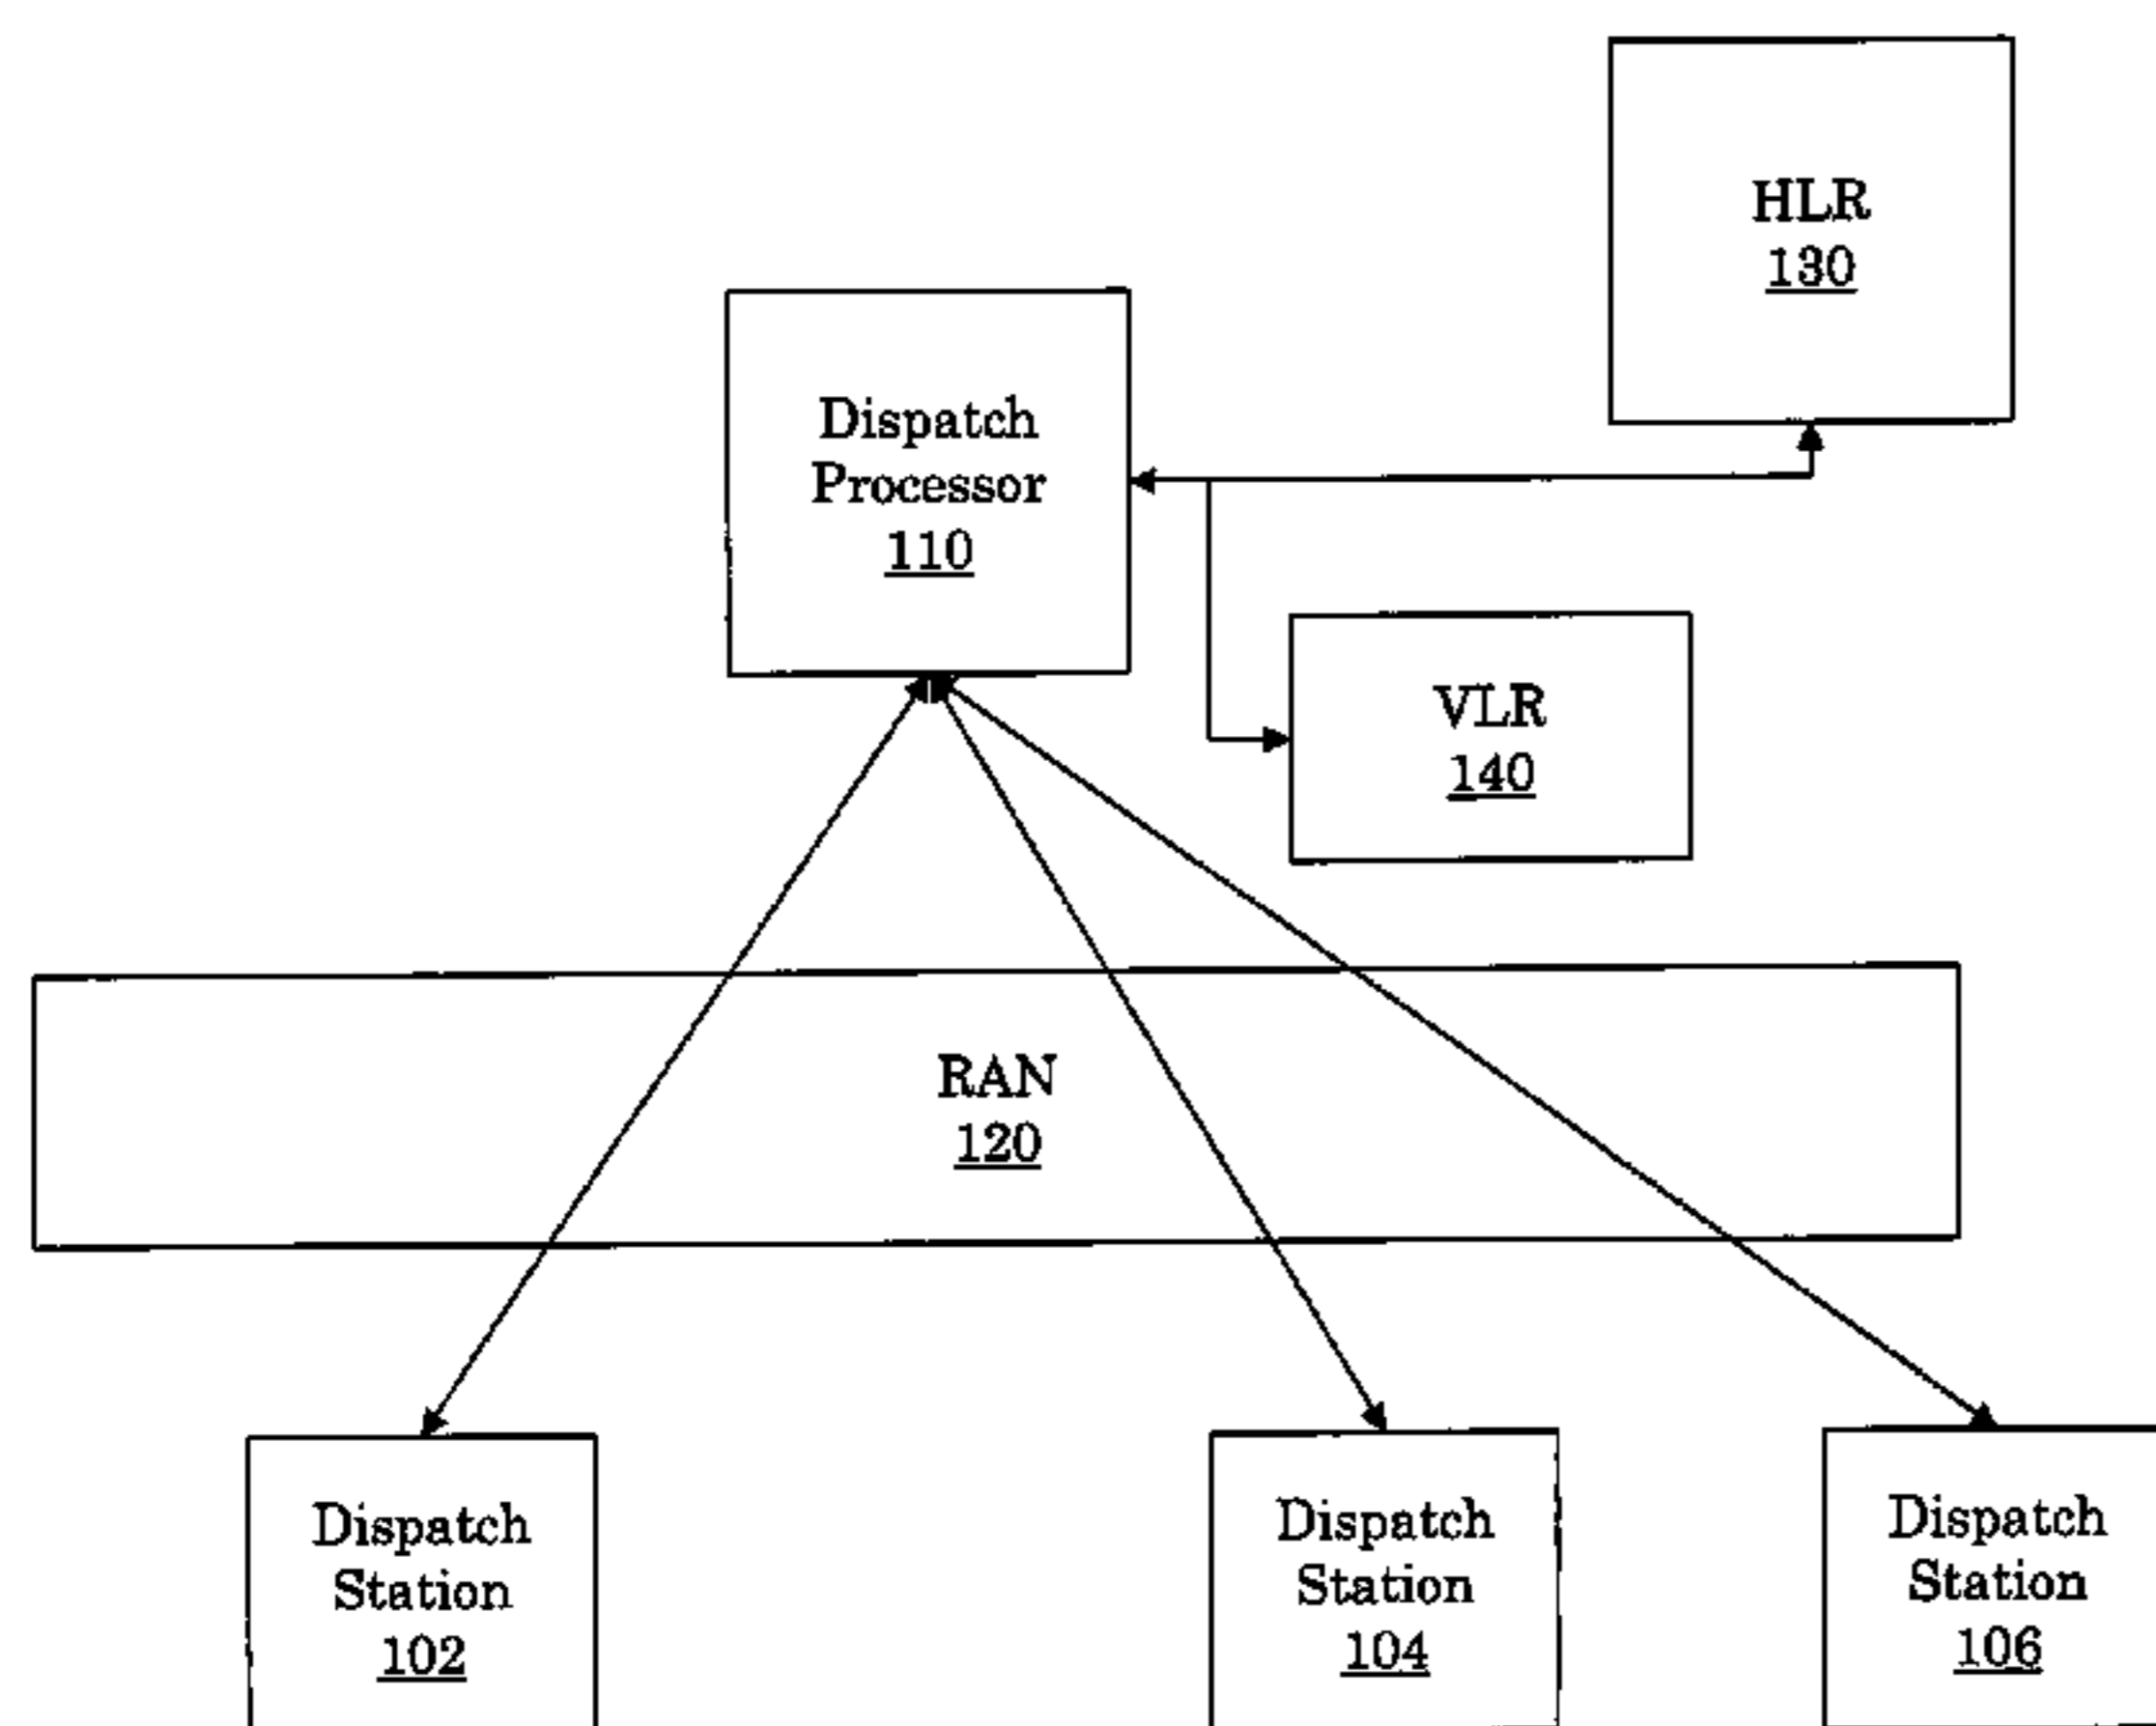 HLR
130
Dispatch
Processor
110
VLR
140
RAN
120
Dispatch
Station
102
Dispatch
Station
104
Dispatch
Station
106